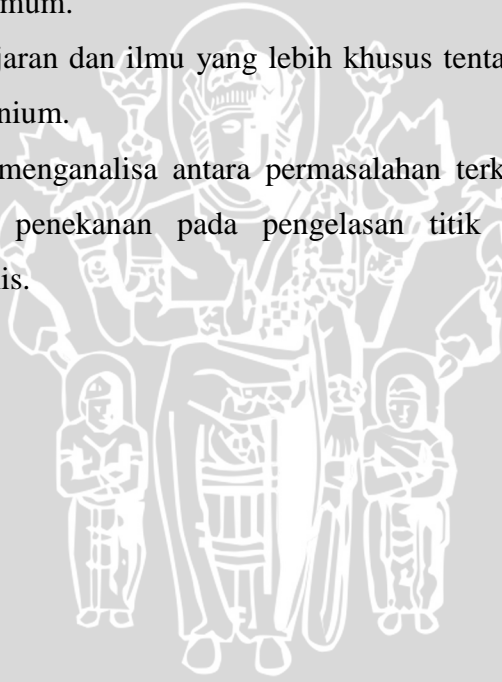 mum.
jaran dan ilmu yang lebih khusus tenta
nium.
menganalisa antara permasalahan terk
penekanan pada pengelasan titik
is.